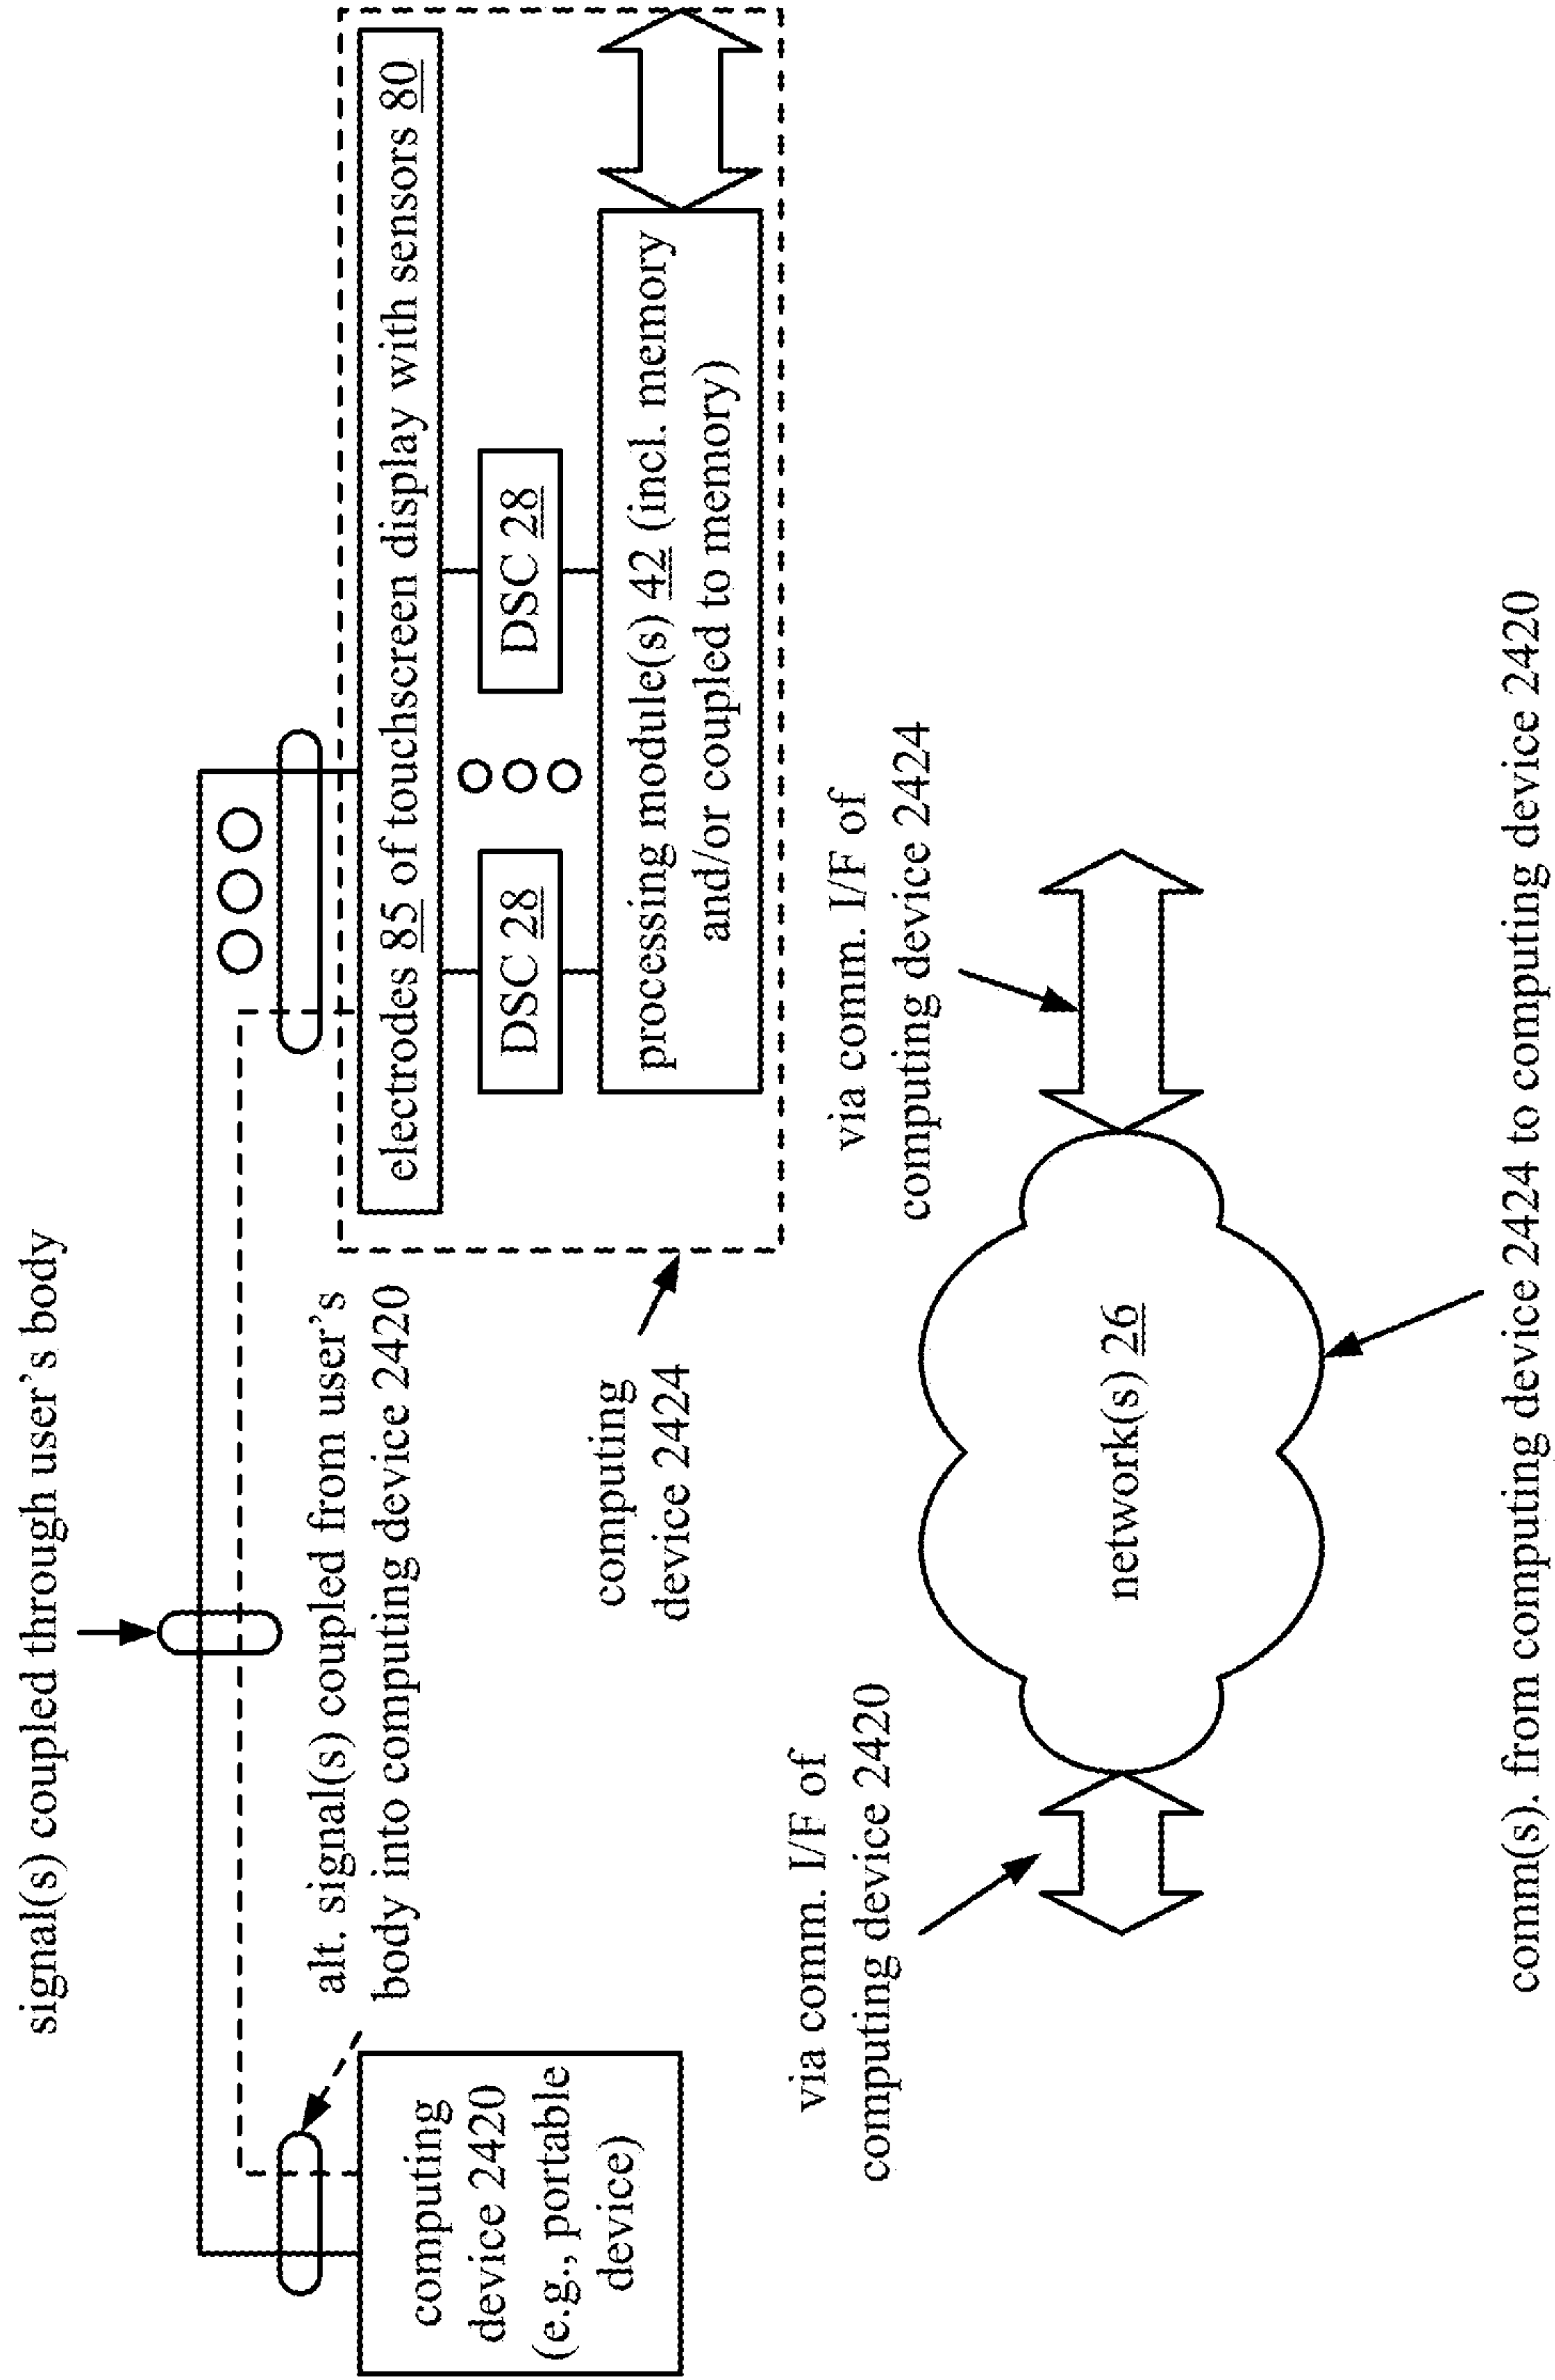 signal(s) coupled through user's body
alt. signal(s) coupled from user's
body into computing device 2420
computing
device 2420
(e.g., portable
device)
electrodes 85 of touchscreen display with sensors 80
DSC 28
DSC 28
processing module(s) 42 (incl. memory
and/or coupled to memory)
computing
device 2424
via comm. I/F of
computing device 2420
via comm. I/F of
computing device 2424
network(s) 26
comm(s). from computing device 2424 to computing device 2420